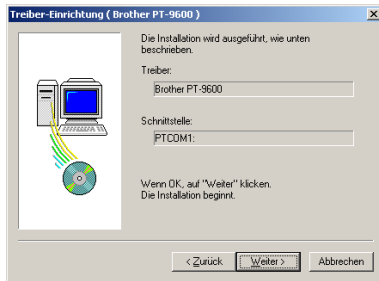 Treiber-Einrichtung ( Brother PT-9600 )
Die Installation wird ausgeführt, wie unten
beschrieben.
Treiber:
Brother PT-9600
Schnittstelle:
PTCOM1:
Wenn OK, auf "Weiter" klicken.
Die Installation beginnt.
< Zurück Weiter > Abbrechen